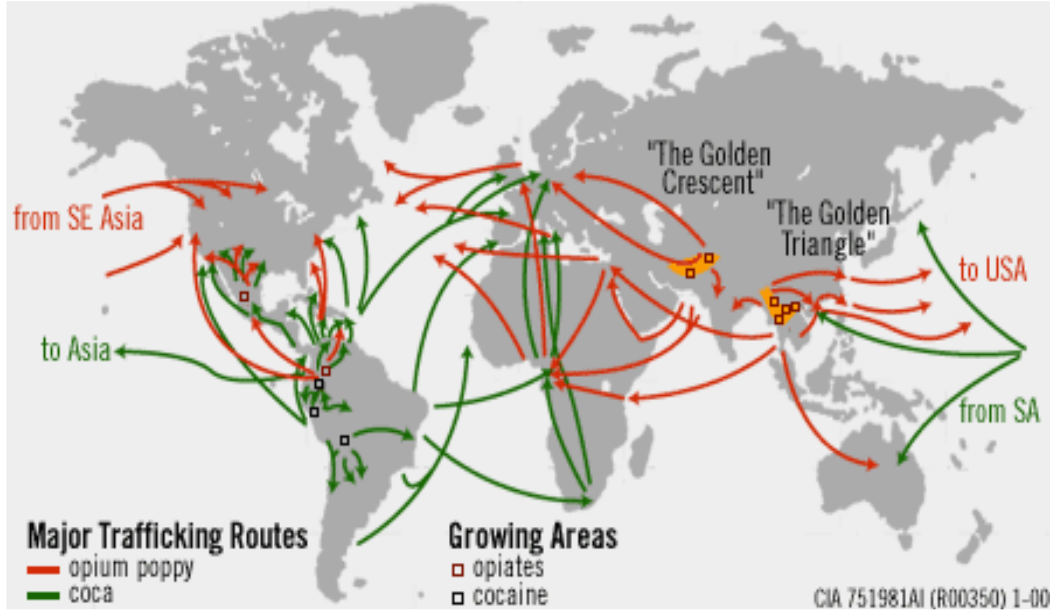 "The Golden
Crescent"
"The Golden
Triangle"
from SE Asia
to USA
to Asia
from SA
Major Trafficking Routes
opium poppy
coca
Growing Areas
opiates
cocaine
CIA 751981AI (R00350) 1-00